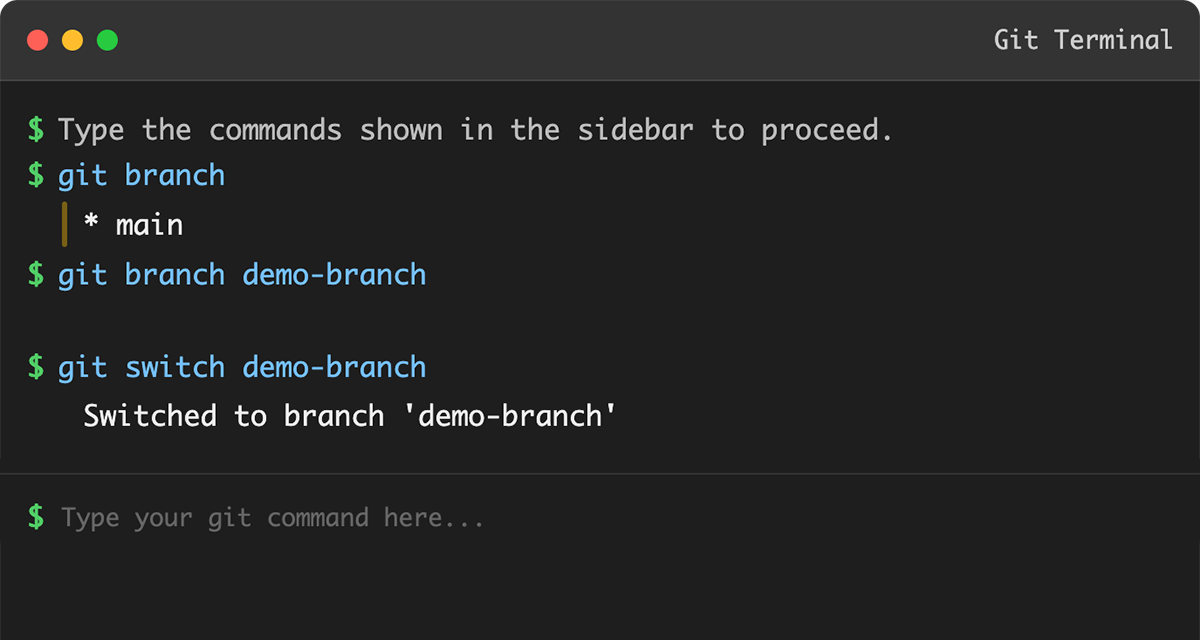 Git Terminal
$ Type the commands shown in the sidebar to proceed.
$ git branch
* main
$ git branch demo-branch
$ git switch demo-branch
Switched to branch 'demo-branch'
$ Type your git command here...